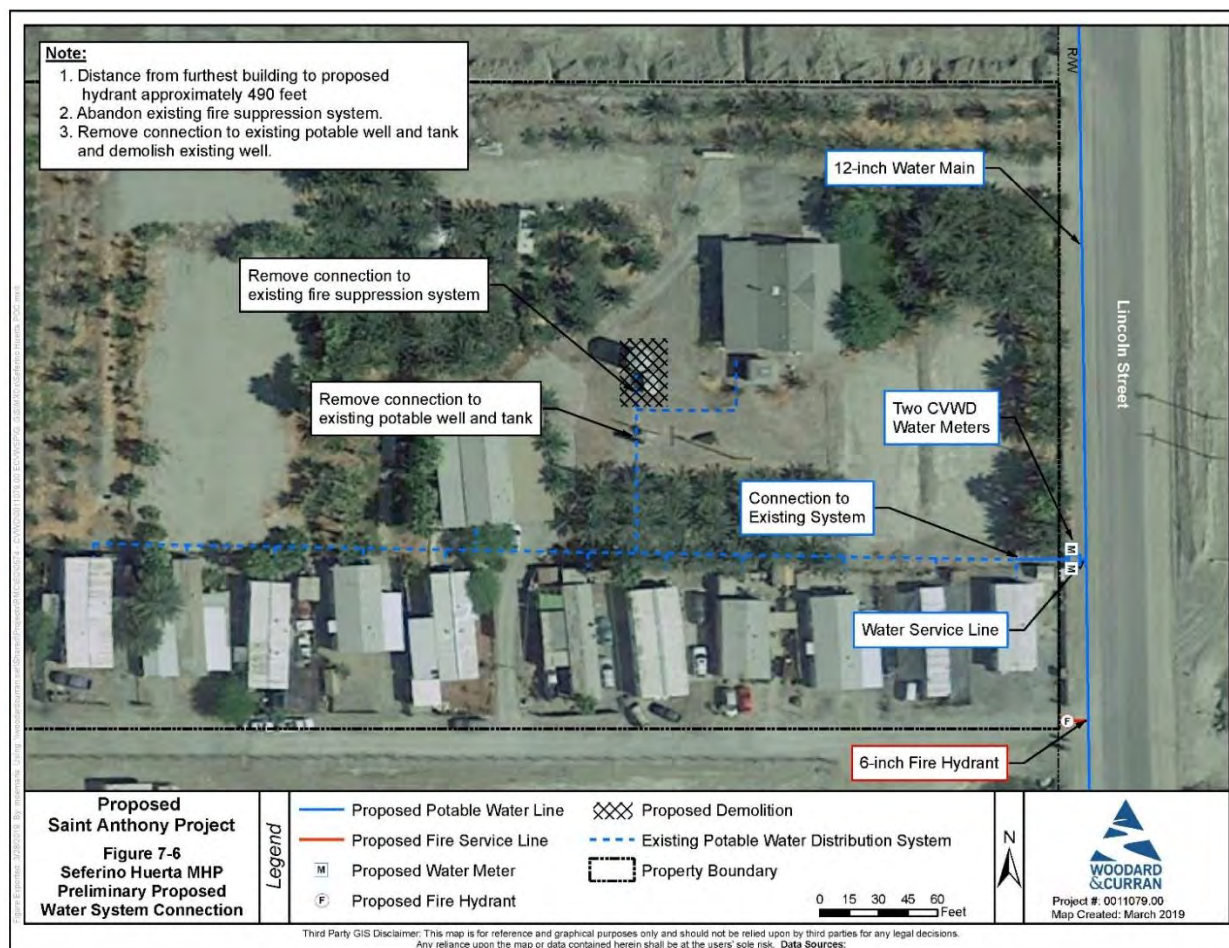 Note:
1. Distance from furthest building to proposed
hydrant approximately 490 feet
2. Abandon existing fire suppression system.
3. Remove connection to existing potable well and tank
and demolish existing well.
R/W
12-inch Water Main
Lincoln Street
Remove connection to
existing fire suppression system
Remove connection to
existing potable well and tank
Two CVWD
Water Meters
Connection to
Existing System
M
M
Water Service Line
F
6-inch Fire Hydrant
Proposed
Saint Anthony Project
Figure 7-6
Seferino Huerta MHP
Preliminary Proposed
Water System Connection
Legend
Proposed Potable Water Line
Proposed Fire Service Line
M Proposed Water Meter
F Proposed Fire Hydrant
Proposed Demolition
Existing Potable Water Distribution System
Property Boundary
0 15 30 45 60
Feet
N
WOODARD
&CURRAN
Project #: 0011079.00
Map Created: March 2019
Third Party GIS Disclaimer: This map is for reference and graphical purposes only and should not be relied upon by third parties for any legal decisions.
Any reliance upon the map or data contained herein shall be at the users' sole risk. Data Sources: